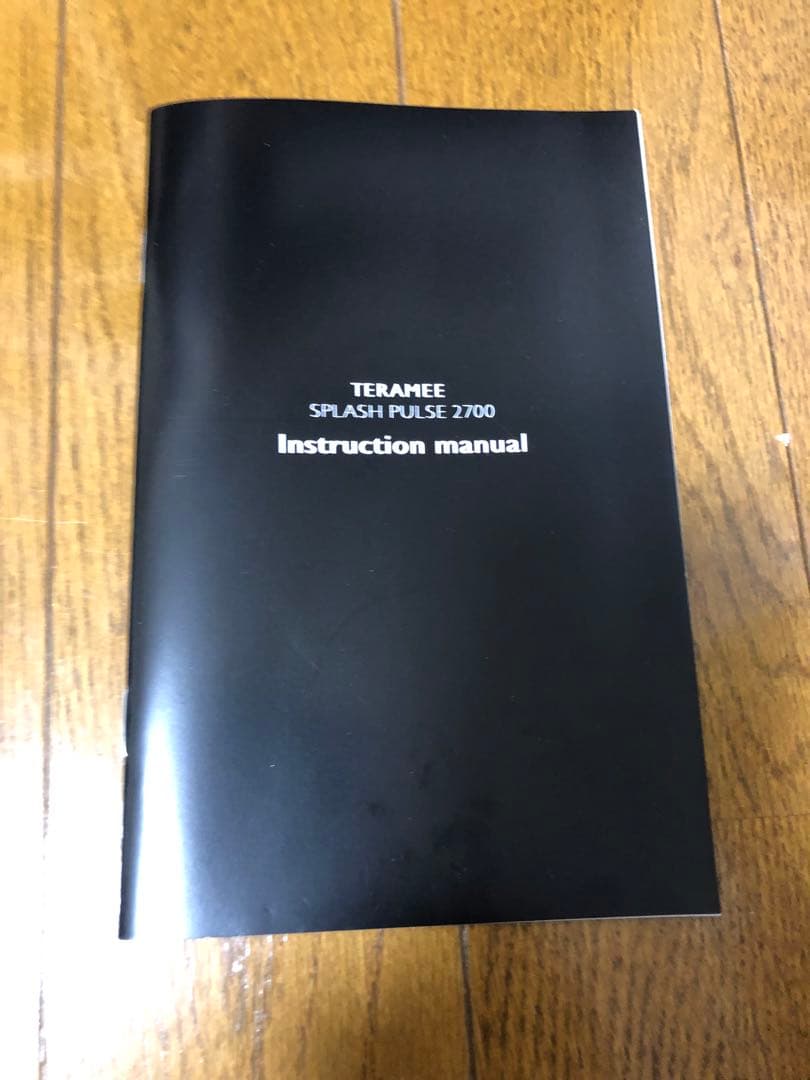 TERAMEE
SPLASH PULSE 2700
Instruction manual